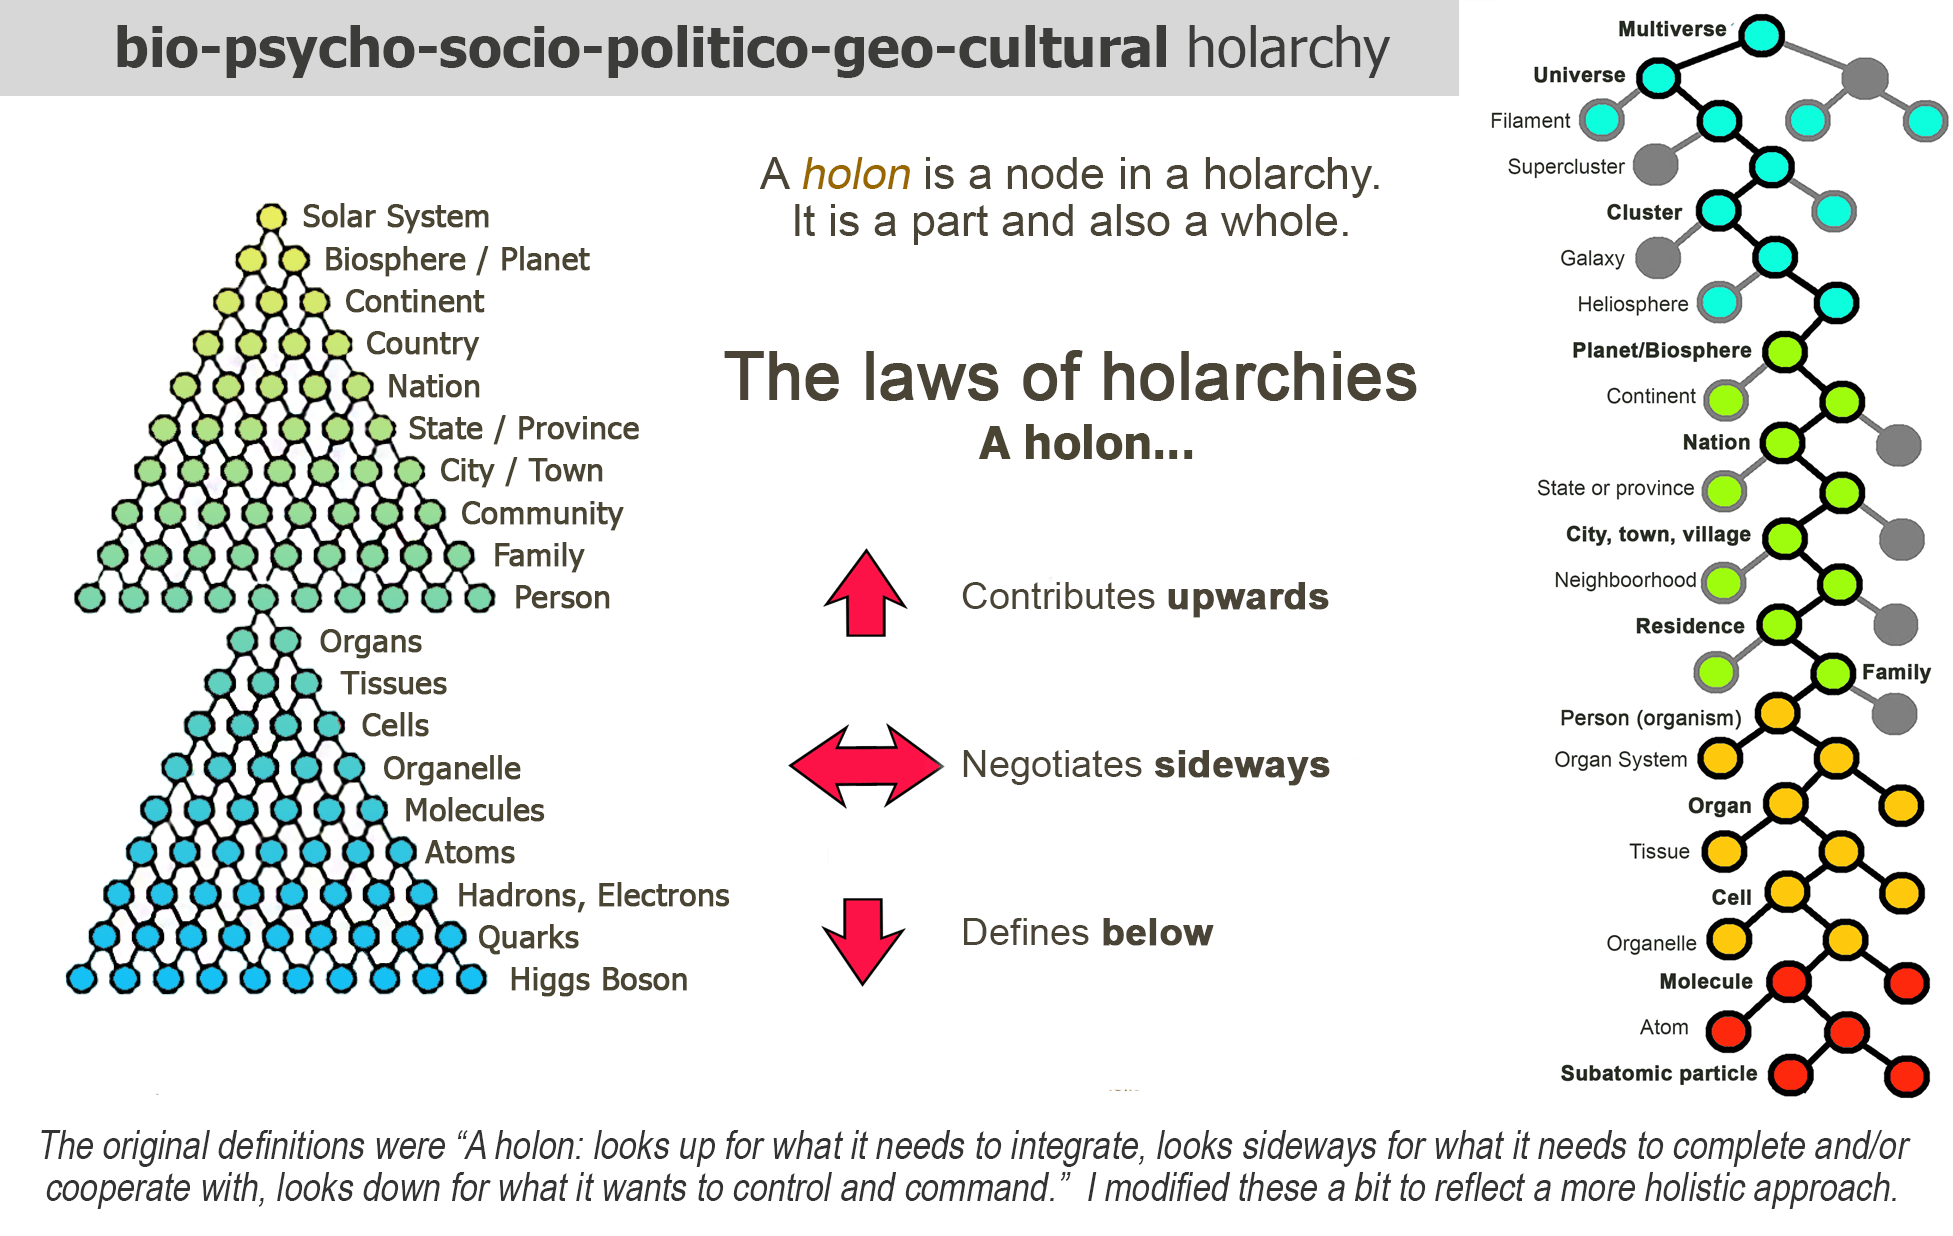 bio-psycho-socio-politico-geo-cultural holarchy
A holon is a node in a holarchy.
It is a part and also a whole.
Solar System
Biosphere / Planet
Continent
Country
Nation
State / Province
City / Town
Community
Family
Person
Organs
Tissues
Cells
Organelle
Molecules
Atoms
Hadrons, Electrons
Quarks
Higgs Boson
The laws of holarchies
A holon...
Contributes upwards
Negotiates sideways
Defines below
Multiverse
Universe
Filament
Supercluster
Cluster
Galaxy
Heliosphere
Planet/Biosphere
Continent
Nation
State or province
City, town, village
Neighboorhood
Residence
Family
Person (organism)
Organ System
Organ
Tissue
Cell
Organelle
Molecule
Atom
Subatomic particle
The original definitions were “A holon: looks up for what it needs to integrate, looks sideways for what it needs to complete and/or
cooperate with, looks down for what it wants to control and command.” I modified these a bit to reflect a more holistic approach.